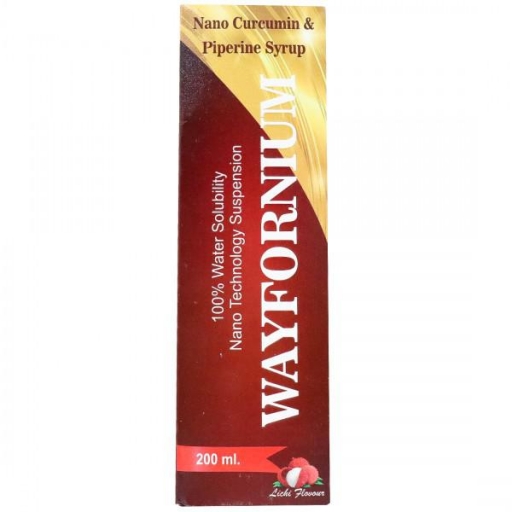 Nano Curcumin &
Piperine Syrup
WAYFORNIUM
100% Water Solubility
Nano Technology Suspension
200 ml.
Lichi Flavour